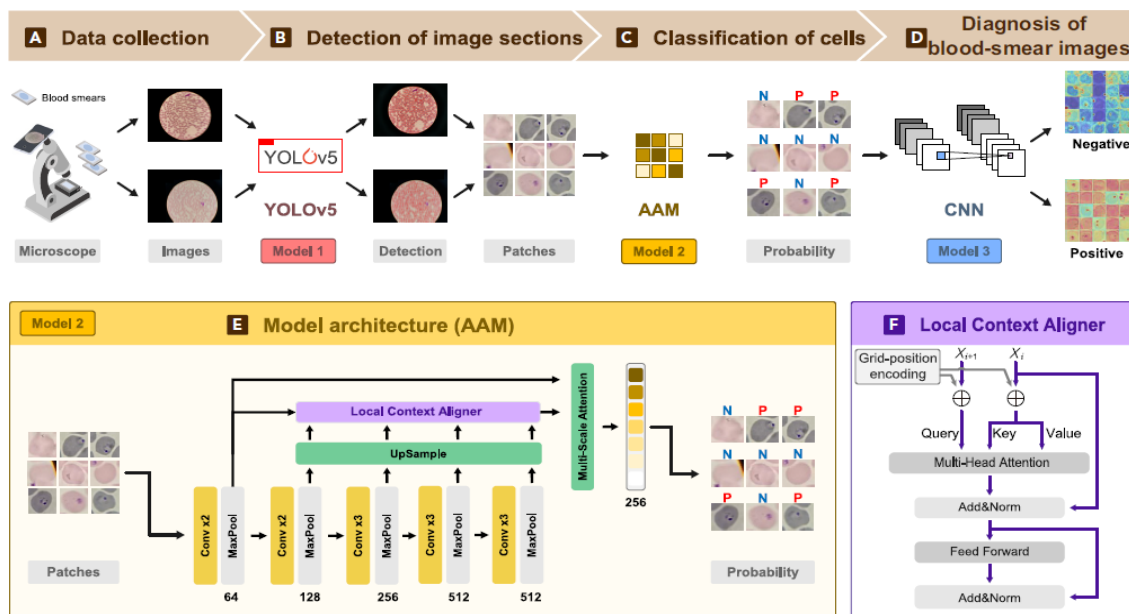 A Data collection
B Detection of image sections
C Classification of cells
D Diagnosis of
blood-smear images
Blood smears
YOLOv5
YOLOv5
AAM
N P P
N N N
P N P
CNN
Negative
Positive
Microscope
Images
Model 1
Detection
Patches
Model 2
Probability
Model 3
Model 2
E Model architecture (AAM)
Local Context Aligner
UpSample
Multi-Scale Attention
256
Conv x2
MaxPool
64
Conv x2
MaxPool
128
Conv x3
MaxPool
256
Conv x3
MaxPool
512
Conv x3
MaxPool
512
Patches
N P P
N N N
P N P
Probability
F Local Context Aligner
Grid-position
encoding
X_{i+1} X_i
Query Key Value
Multi-Head Attention
Add&Norm
Feed Forward
Add&Norm